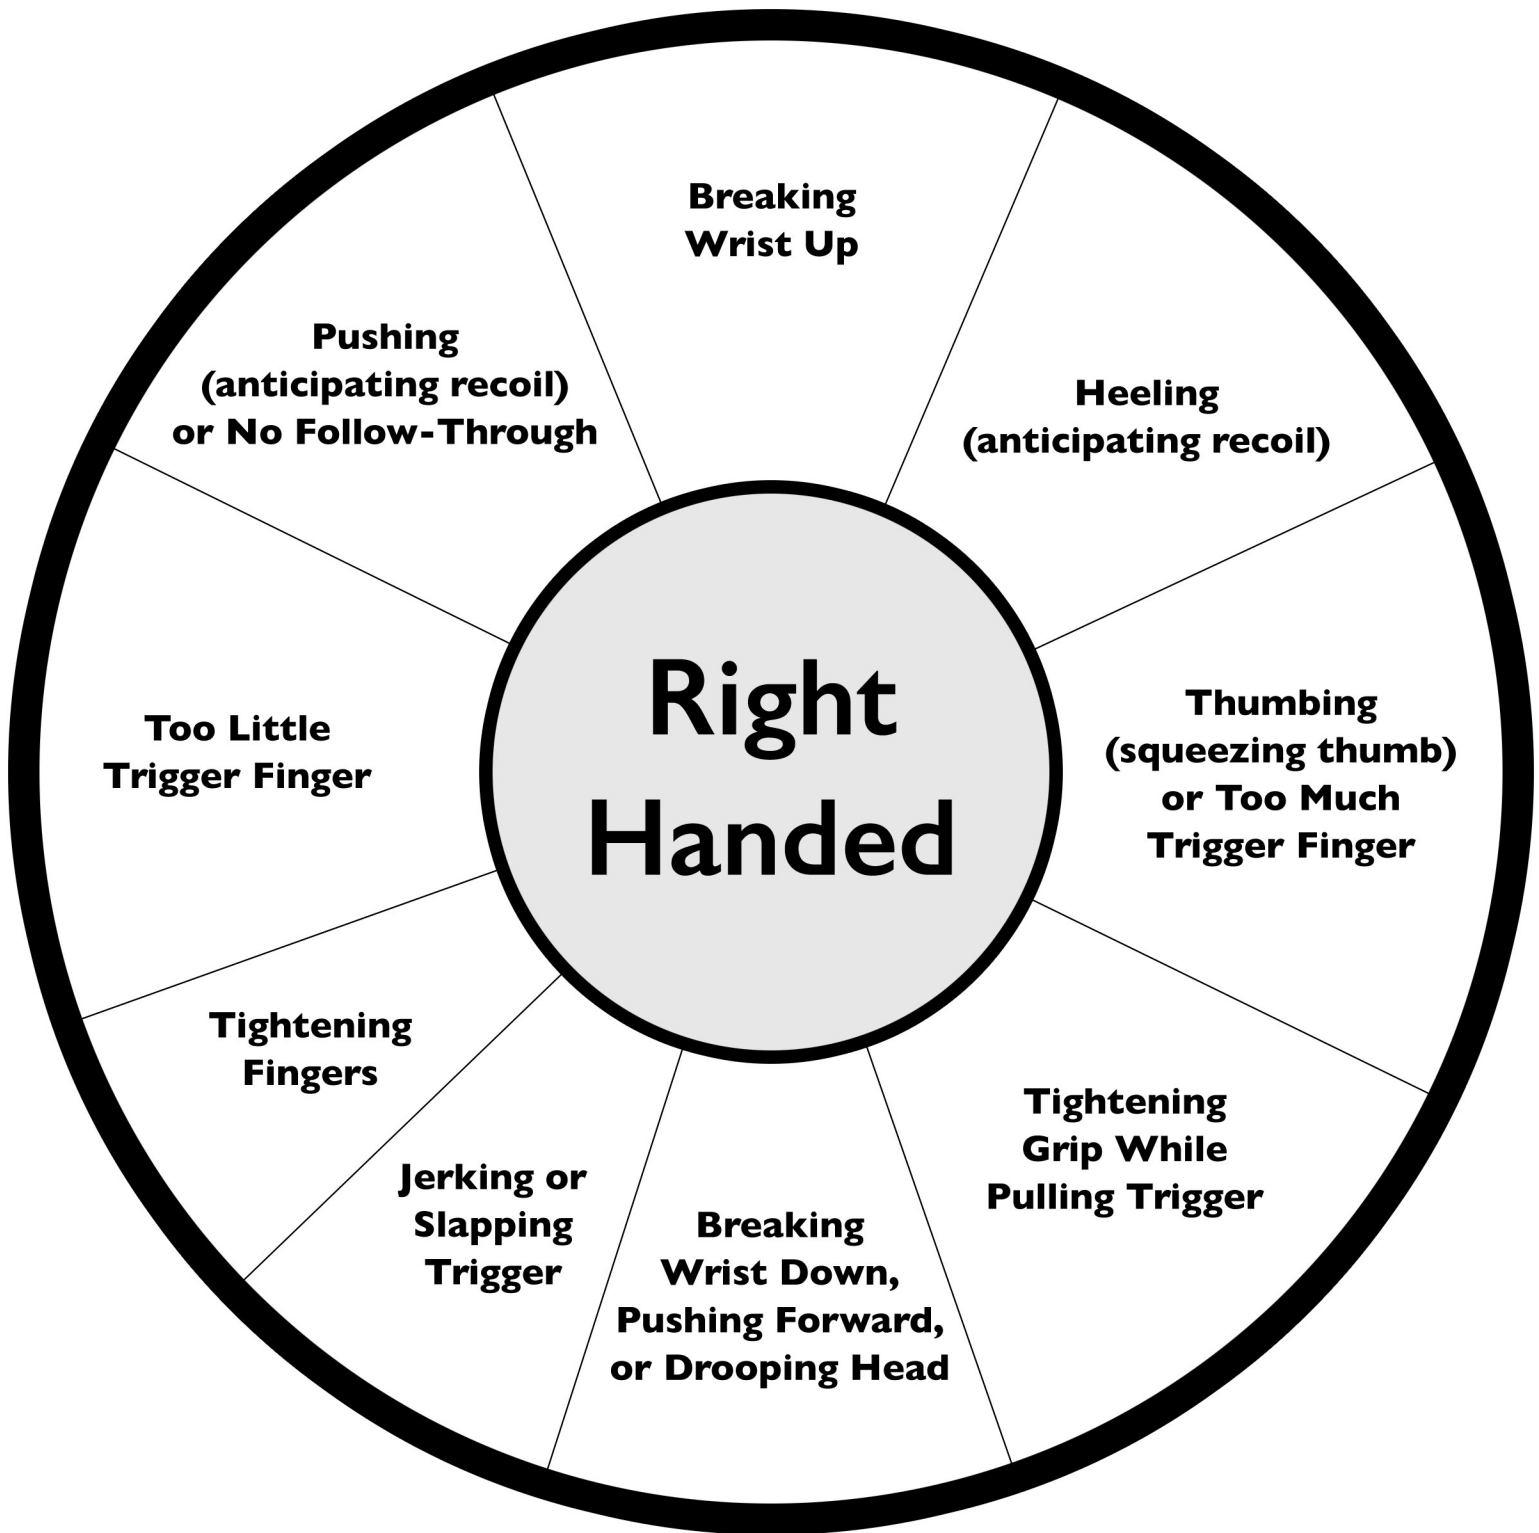 Breaking
Wrist Up
Pushing
(anticipating recoil)
or No Follow-Through
Heeling
(anticipating recoil)
Right
Handed
Too Little
Trigger Finger
Thumbing
(squeezing thumb)
or Too Much
Trigger Finger
Tightening
Fingers
Jerking or
Slapping
Trigger
Breaking
Wrist Down,
Pushing Forward,
or Drooping Head
Tightening
Grip While
Pulling Trigger